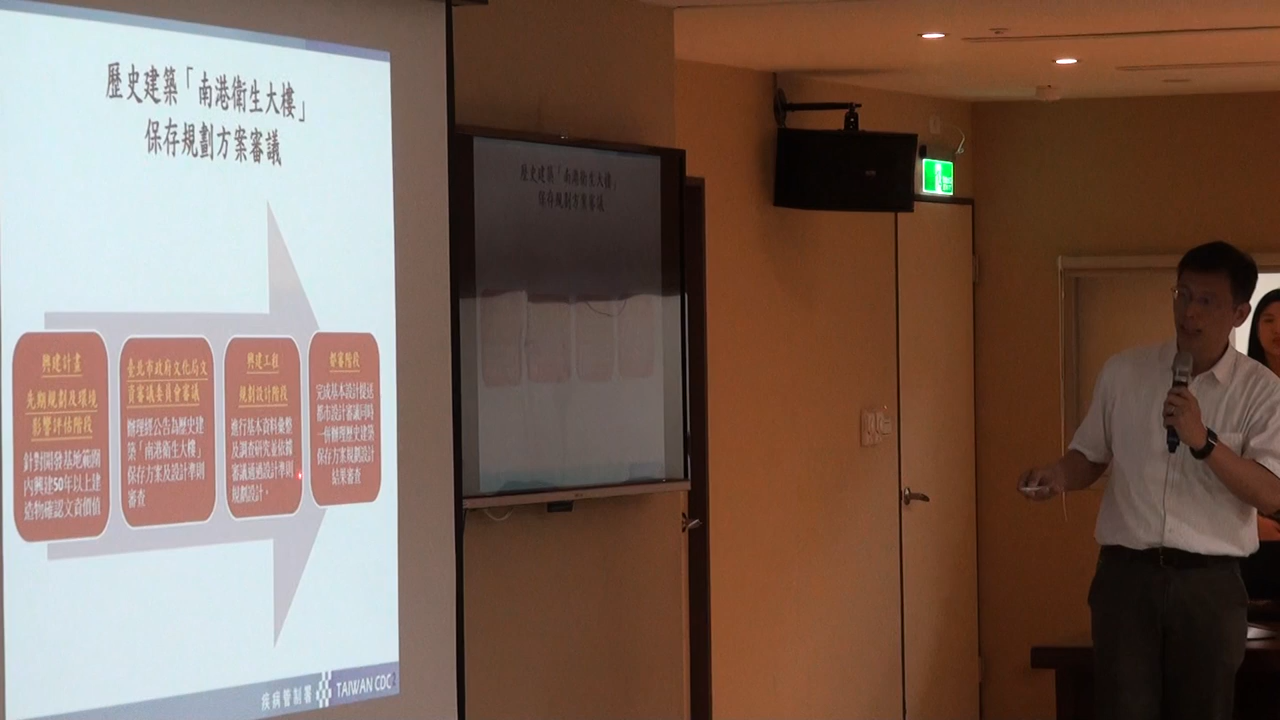 歷史建築「南港衛生大樓」
保存規劃方案審議
興建計畫
先期規劃及環境
影響評估階段
針對開發基地範圍
內興建50年以上建
造物確認文資價值
臺北市政府文化局文
資審議委員會審議
辦理經公告為歷史建
築「南港衛生大樓」
保存方案及設計準則
審查
興建工程
規劃設計階段
進行基本資料彙整
及調查研究並依據
審議通過設計準則
規劃設計。
都審階段
完成基本設計提送
都市設計審議同時
一併辦理歷史建築
保存方案規劃設計
結果審查
疾病管制署 TAIWAN CDC 2
歷史建築「南港衛生大樓」
保存規劃方案審議